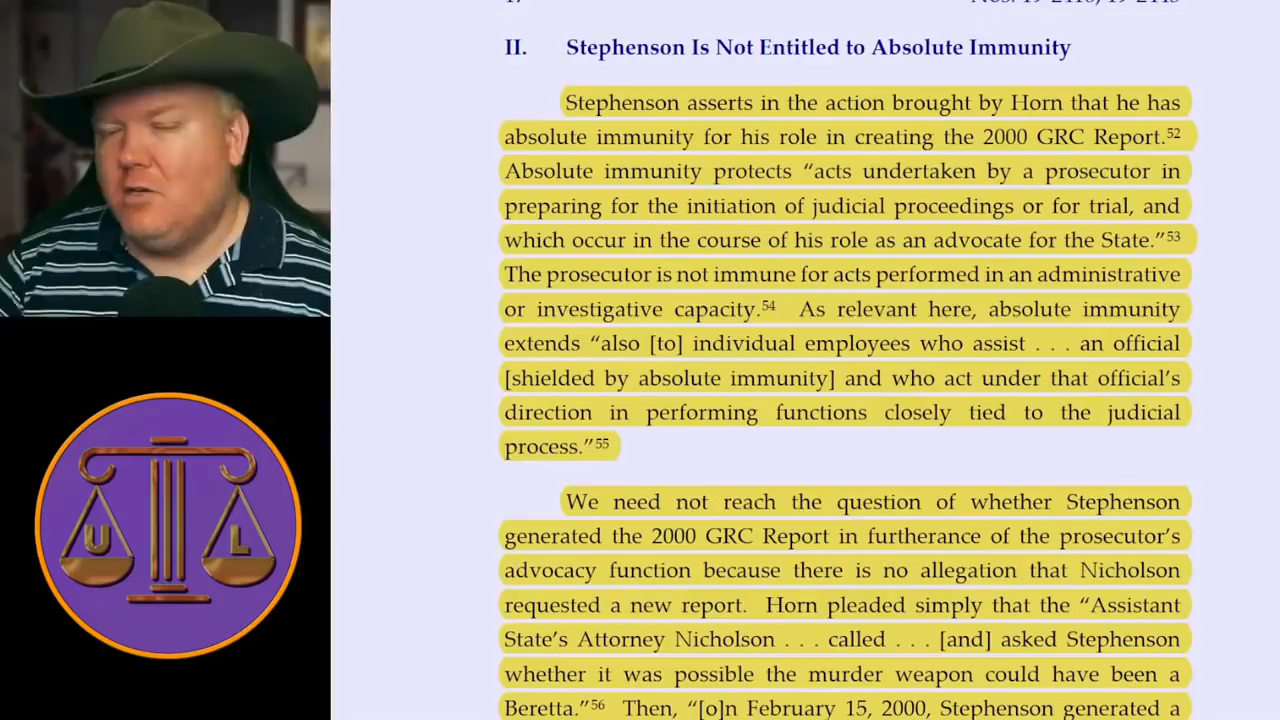 II. Stephenson Is Not Entitled to Absolute Immunity
Stephenson asserts in the action brought by Horn that he has
absolute immunity for his role in creating the 2000 GRC Report.52
Absolute immunity protects “acts undertaken by a prosecutor in
preparing for the initiation of judicial proceedings or for trial, and
which occur in the course of his role as an advocate for the State.”53
The prosecutor is not immune for acts performed in an administrative
or investigative capacity.54 As relevant here, absolute immunity
extends “also [to] individual employees who assist . . . an official
[shielded by absolute immunity] and who act under that official’s
direction in performing functions closely tied to the judicial
process.”55
We need not reach the question of whether Stephenson
generated the 2000 GRC Report in furtherance of the prosecutor’s
advocacy function because there is no allegation that Nicholson
requested a new report. Horn pleaded simply that the “Assistant
State’s Attorney Nicholson . . . called . . . [and] asked Stephenson
whether it was possible the murder weapon could have been a
Beretta.”56 Then, “[o]n February 15, 2000, Stephenson generated a
U L